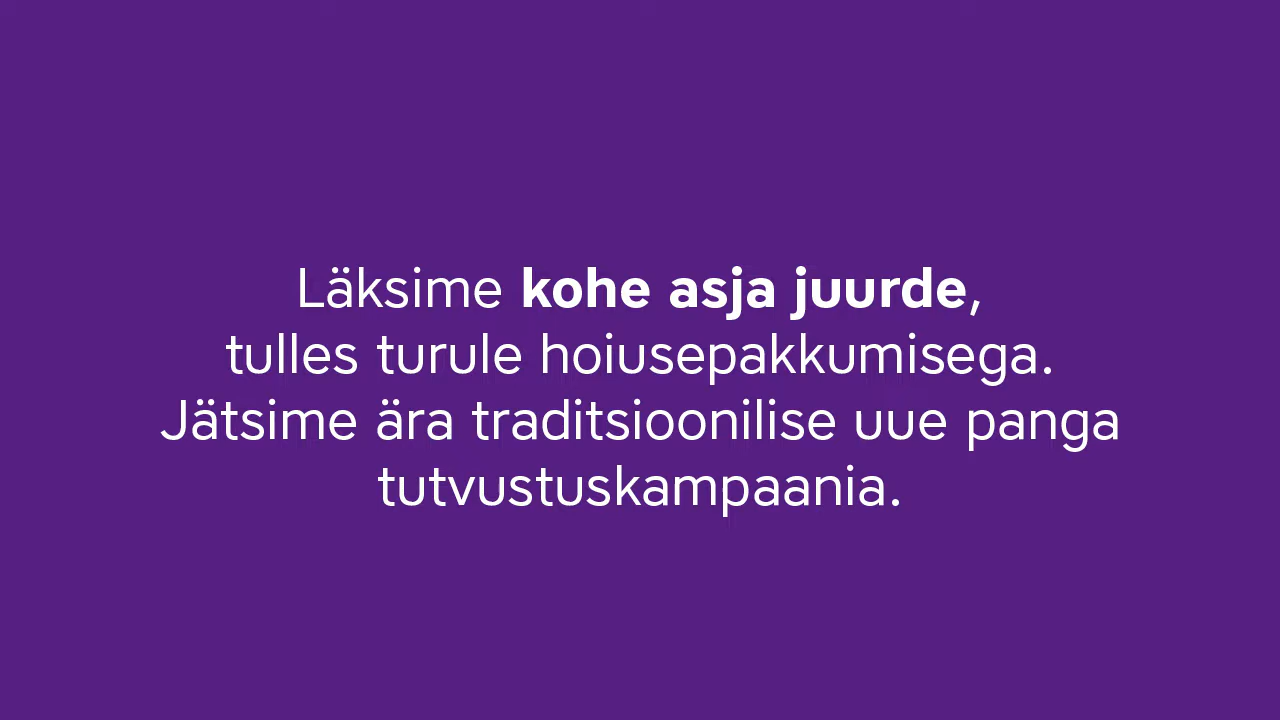 Läksime kohe asja juurde,
tulles turule hoiusepakkumisega.
Jätsime ära traditsioonilise uue panga
tutvustuskampaania.